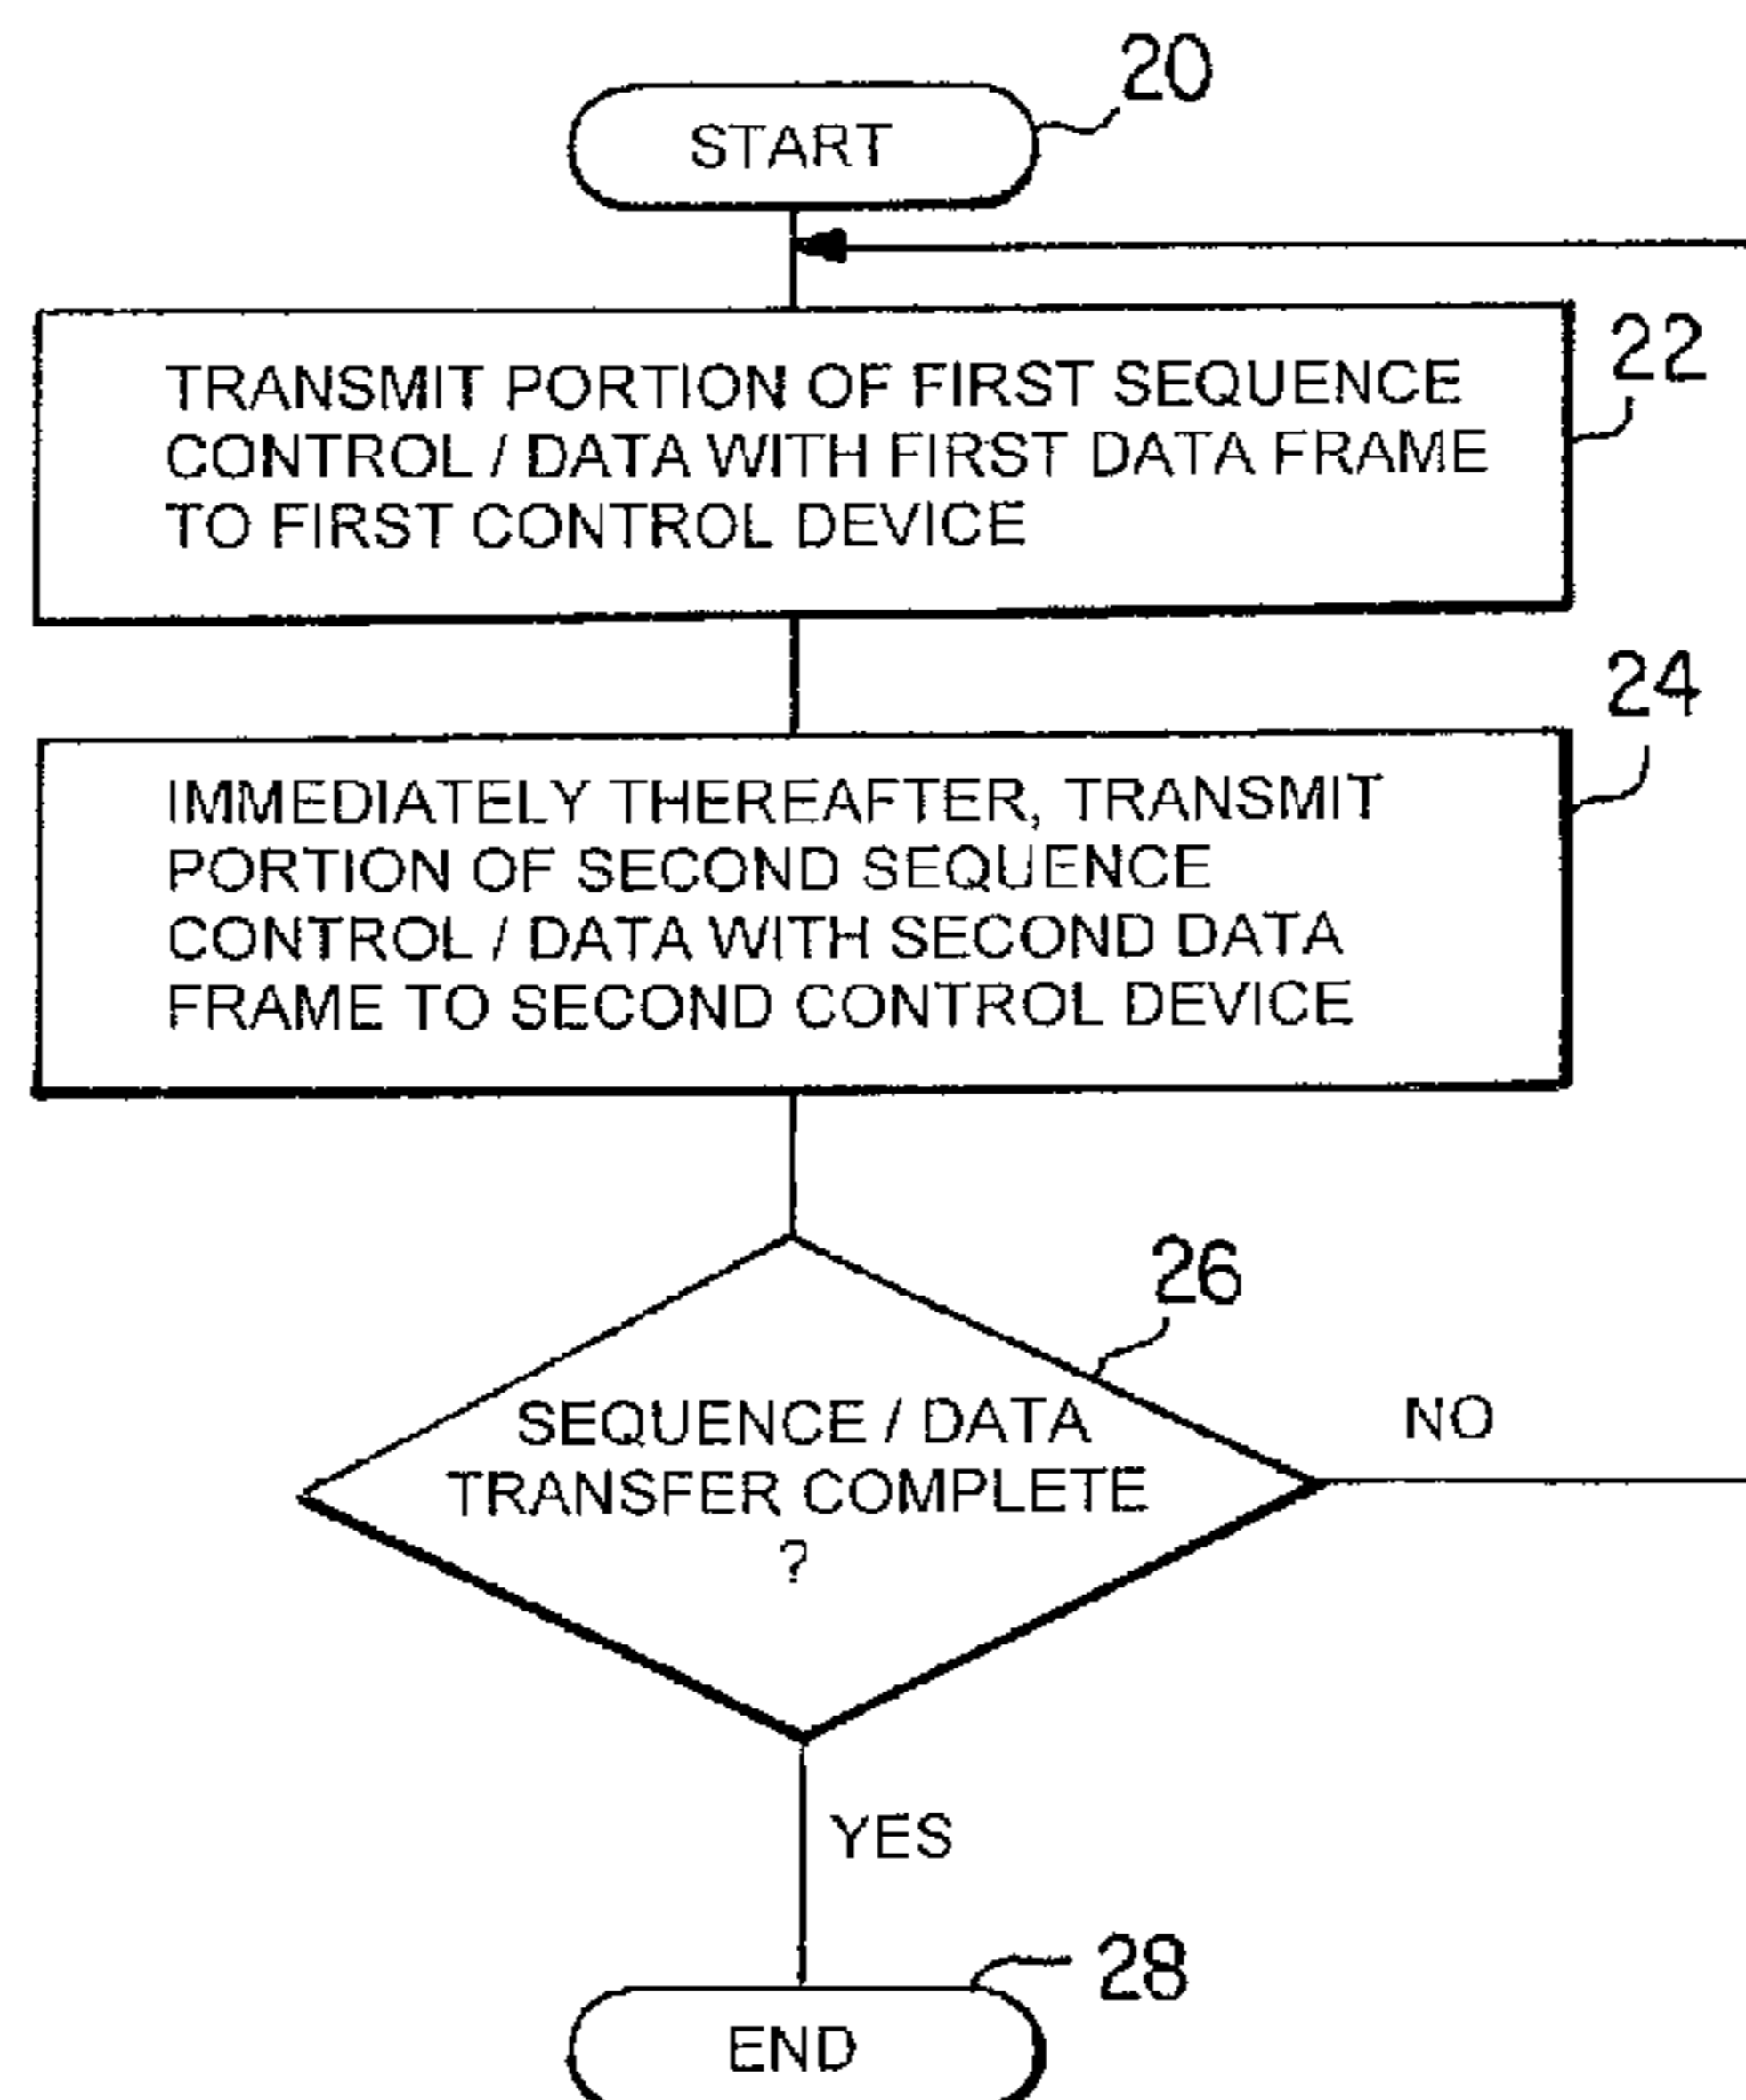 20
START
22
TRANSMIT PORTION OF FIRST SEQUENCE
CONTROL / DATA WITH FIRST DATA FRAME
TO FIRST CONTROL DEVICE
24
IMMEDIATELY THEREAFTER, TRANSMIT
PORTION OF SECOND SEQUENCE
CONTROL / DATA WITH SECOND DATA
FRAME TO SECOND CONTROL DEVICE
26
SEQUENCE / DATA
TRANSFER COMPLETE
?
NO
YES
28
END